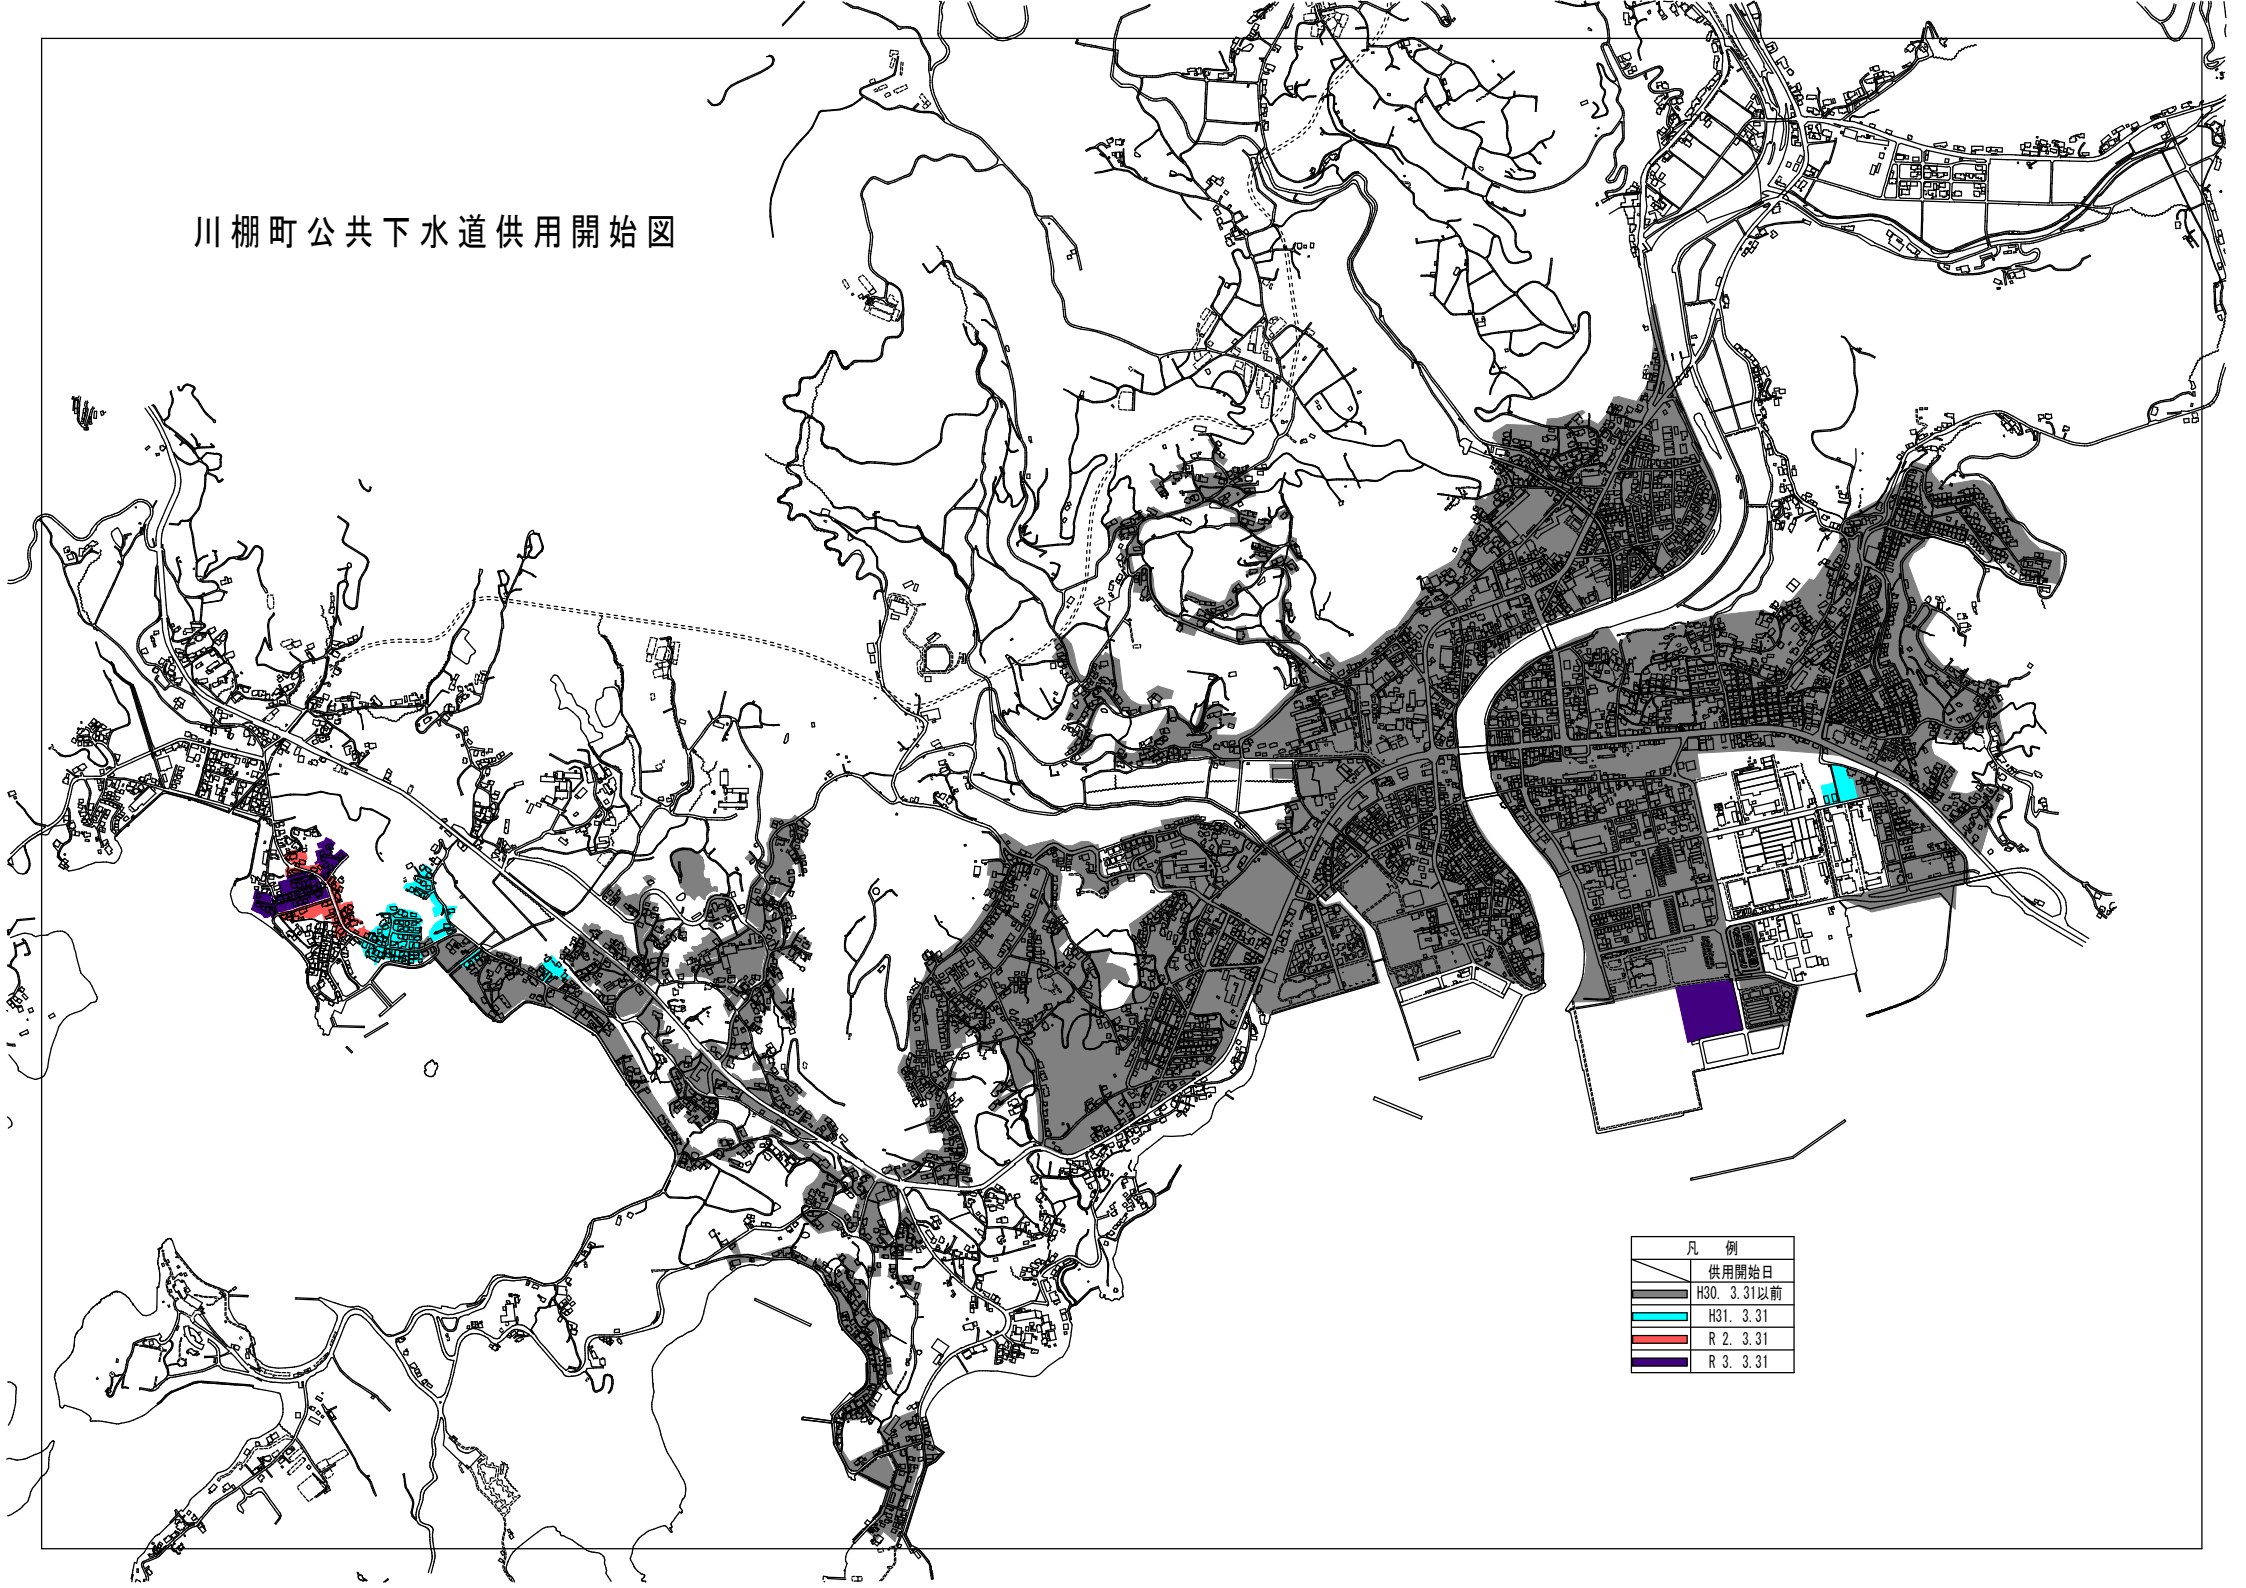 川棚町公共下水道供用開始図
凡 例
供用開始日
H30. 3.31以前
H31. 3.31
R 2. 3.31
R 3. 3.31